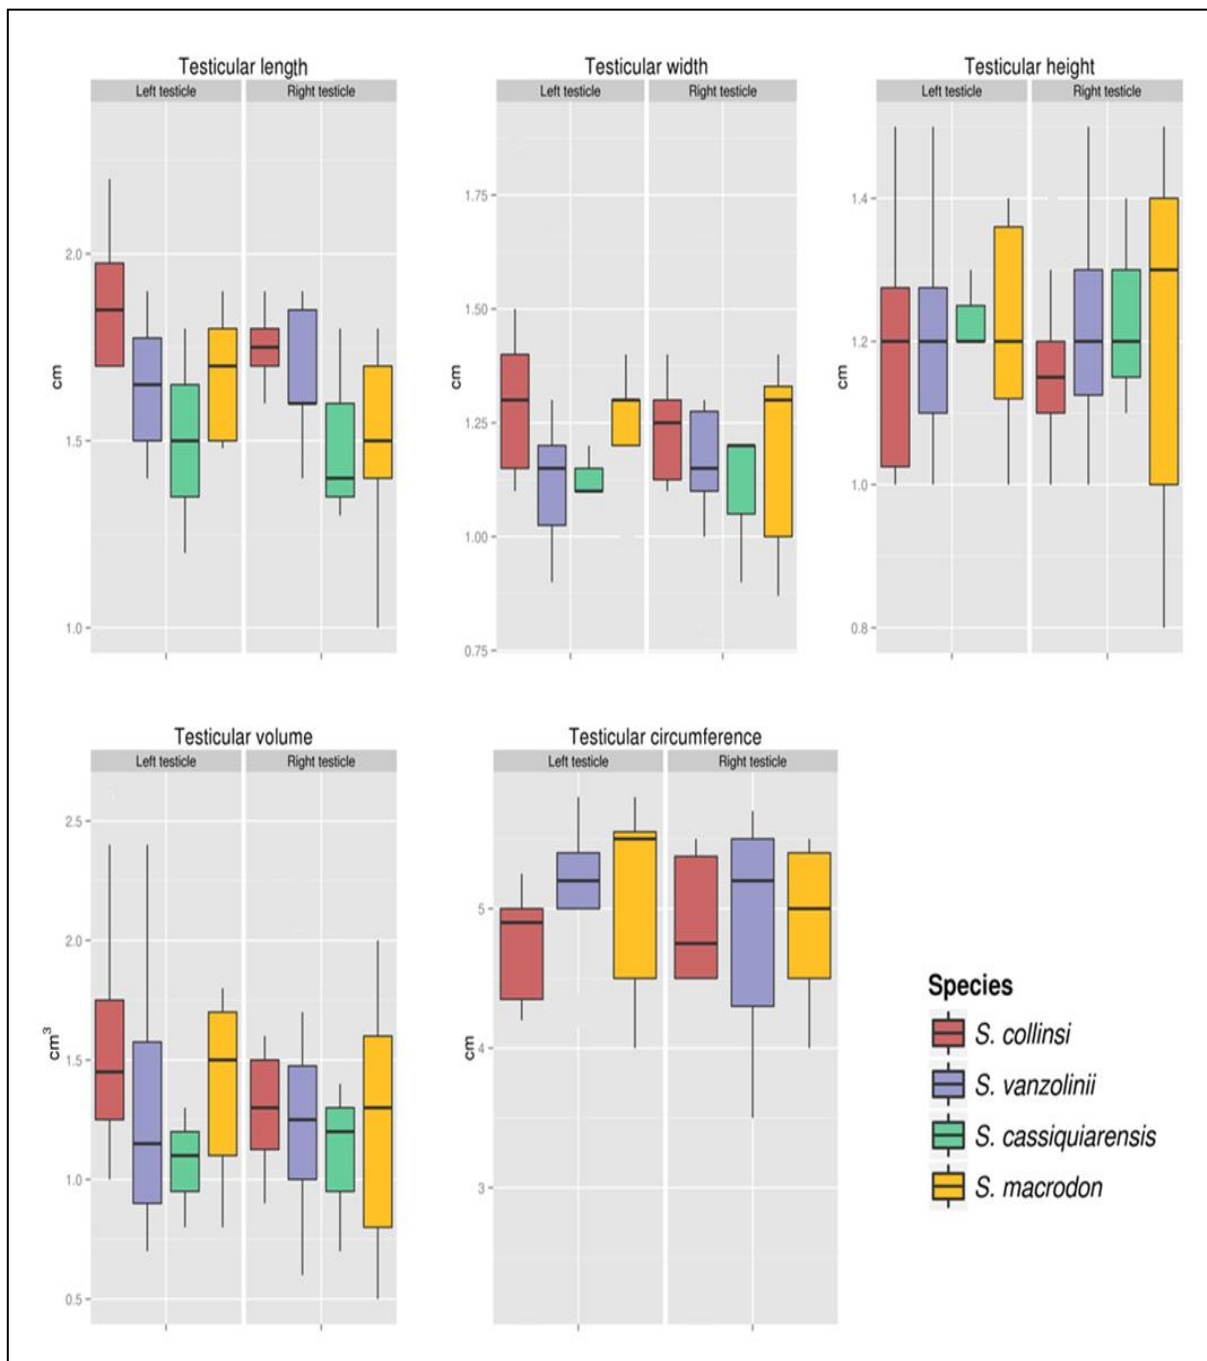 Testicular length
Left testicle
Right testicle
cm
2.0
1.5
1.0
Testicular width
Left testicle
Right testicle
cm
1.75
1.50
1.25
1.00
0.75
Testicular height
Left testicle
Right testicle
cm
1.4
1.2
1.0
0.8
Testicular volume
Left testicle
Right testicle
cm³
2.5
2.0
1.5
1.0
0.5
Testicular circumference
Left testicle
Right testicle
cm
5
4
3
Species
S. collinsi
S. vanzolinii
S. cassiquiarensis
S. macrodon